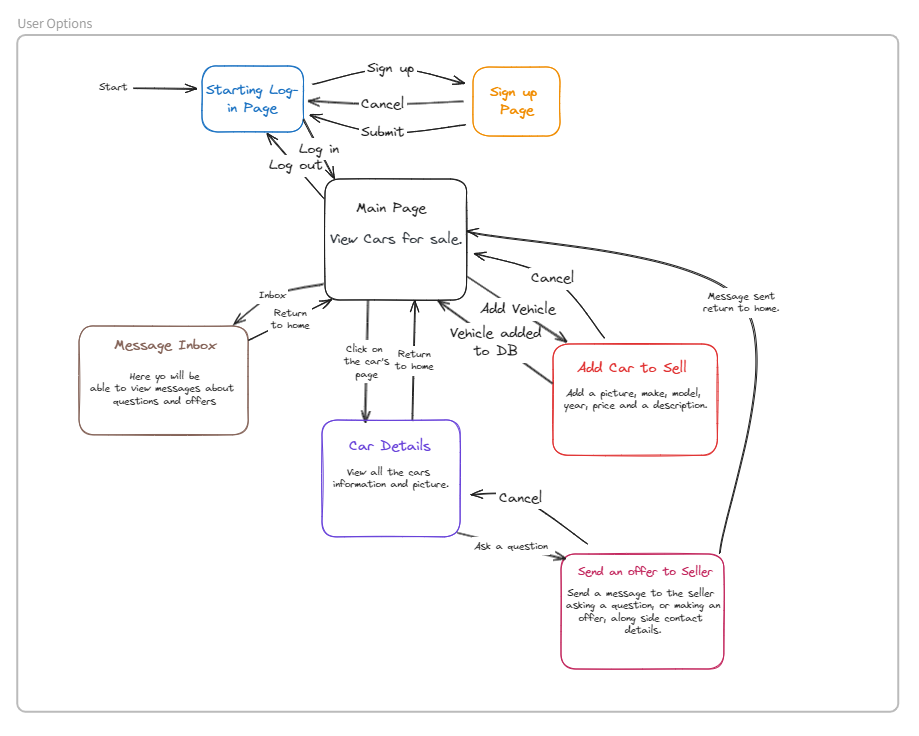 User Options
Start
Starting Log-
in Page
Sign up
Cancel
Submit
Sign up
Page
Log in
Log out
Main Page
View Cars for sale.
Inbox
Return
to home
Message Inbox
Here yo will be
able to view messages about
questions and offers
Click on
the car's
page
Return
to home
Cancel
Add Vehicle
Vehicle added
to DB
Message sent
return to home.
Add Car to Sell
Add a picture, make, model,
year, price and a description.
Car Details
View all the cars
information and picture.
Cancel
Ask a question
Send an offer to Seller
Send a message to the seller
asking a question, or making an
offer, along side contact
details.